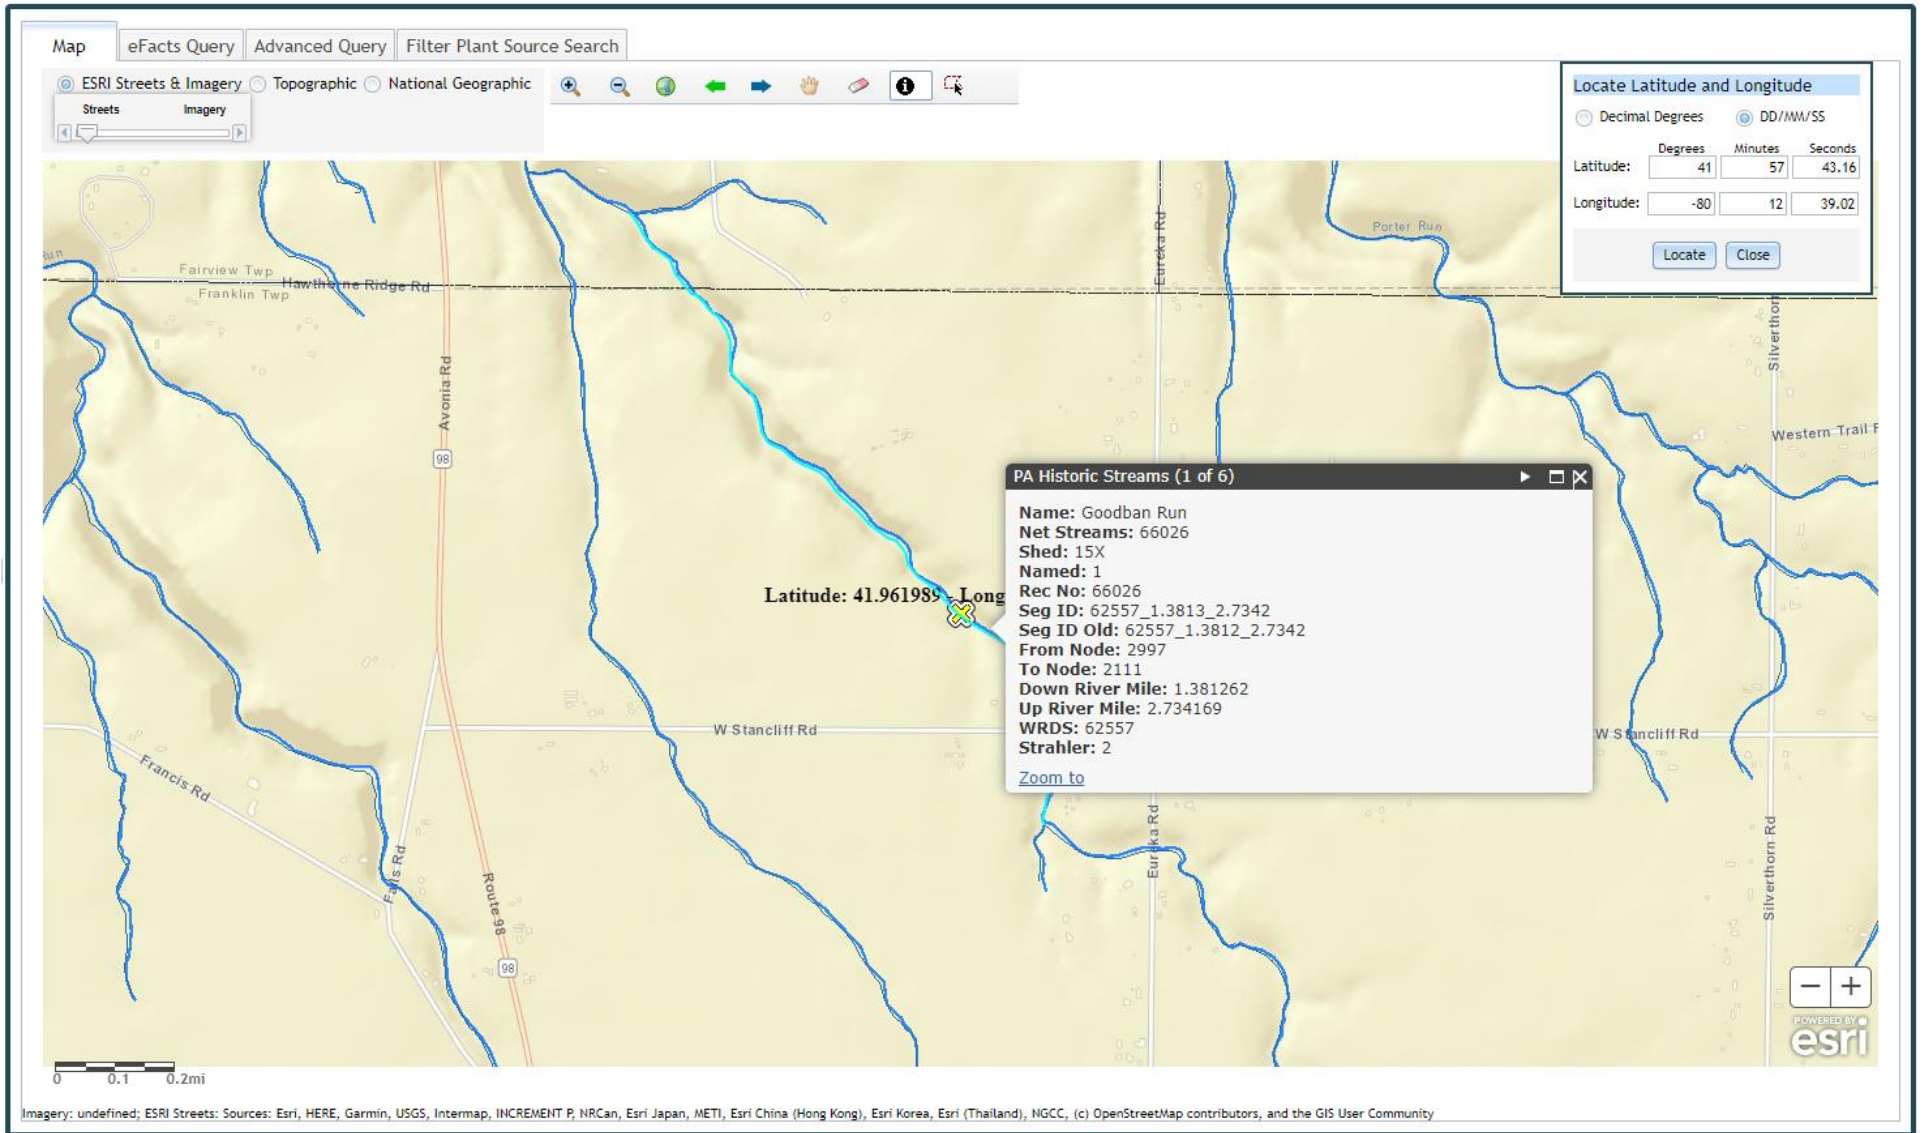 Map
eFacts Query
Advanced Query
Filter Plant Source Search
ESRI Streets & Imagery
Topographic
National Geographic
Streets Imagery
Locate Latitude and Longitude
Decimal Degrees
DD/MM/SS
Degrees Minutes Seconds
Latitude: 41 57 43.16
Longitude: -80 12 39.02
Locate Close
Run
Fairview Twp
Franklin Twp
Hawthorne Ridge Rd
Avonia Rd
98
Eureka Rd
Porter Run
Silverthor
Western Trail R
Latitude: 41.961989 - Long
PA Historic Streams (1 of 6)
Name: Goodban Run
Net Streams: 66026
Shed: 15X
Named: 1
Rec No: 66026
Seg ID: 62557_1.3813_2.7342
Seg ID Old: 62557_1.3812_2.7342
From Node: 2997
To Node: 2111
Down River Mile: 1.381262
Up River Mile: 2.734169
WRDS: 62557
Strahler: 2
Zoom to
W Stancliff Rd
W Stancliff Rd
Francis Rd
Falls Rd
Route 98
98
Eureka Rd
Silverthorn Rd
POWERED BY
esri
0 0.1 0.2mi
Imagery: undefined; ESRI Streets: Sources: Esri, HERE, Garmin, USGS, Intermap, INCREMENT P, NRCan, Esri Japan, METI, Esri China (Hong Kong), Esri Korea, Esri (Thailand), NGCC, (c) OpenStreetMap contributors, and the GIS User Community